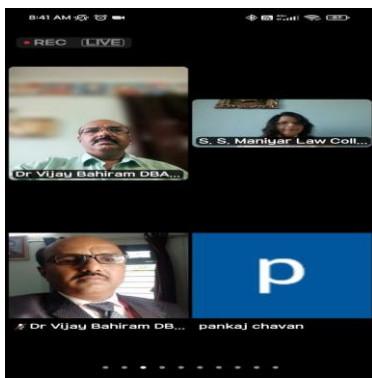 8:41 AM
REC (LIVE)
Dr Vijay Bahiram DBA...
S. S. Maniyar Law Coll...
Dr Vijay Bahiram DB...
p
pankaj chavan